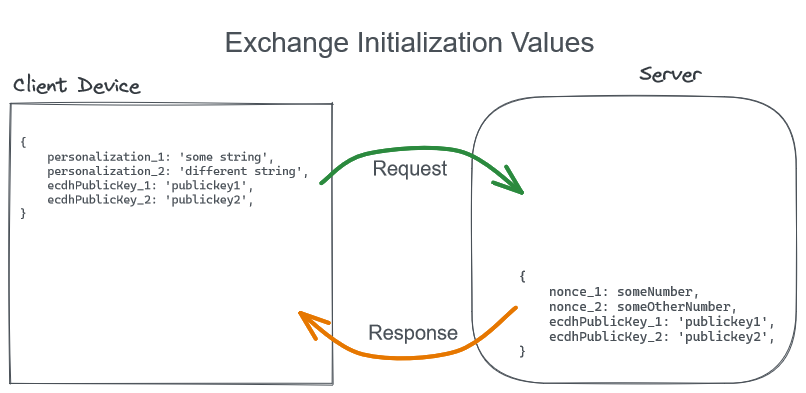 Exchange Initialization Values
Client Device
Server
{
personalization_1: 'some string',
personalization_2: 'different string',
ecdhPublicKey_1: 'publickey1',
ecdhPublicKey_2: 'publickey2',
}
Request
{
nonce_1: someNumber,
nonce_2: someOtherNumber,
ecdhPublicKey_1: 'publickey1',
ecdhPublicKey_2: 'publickey2',
}
Response